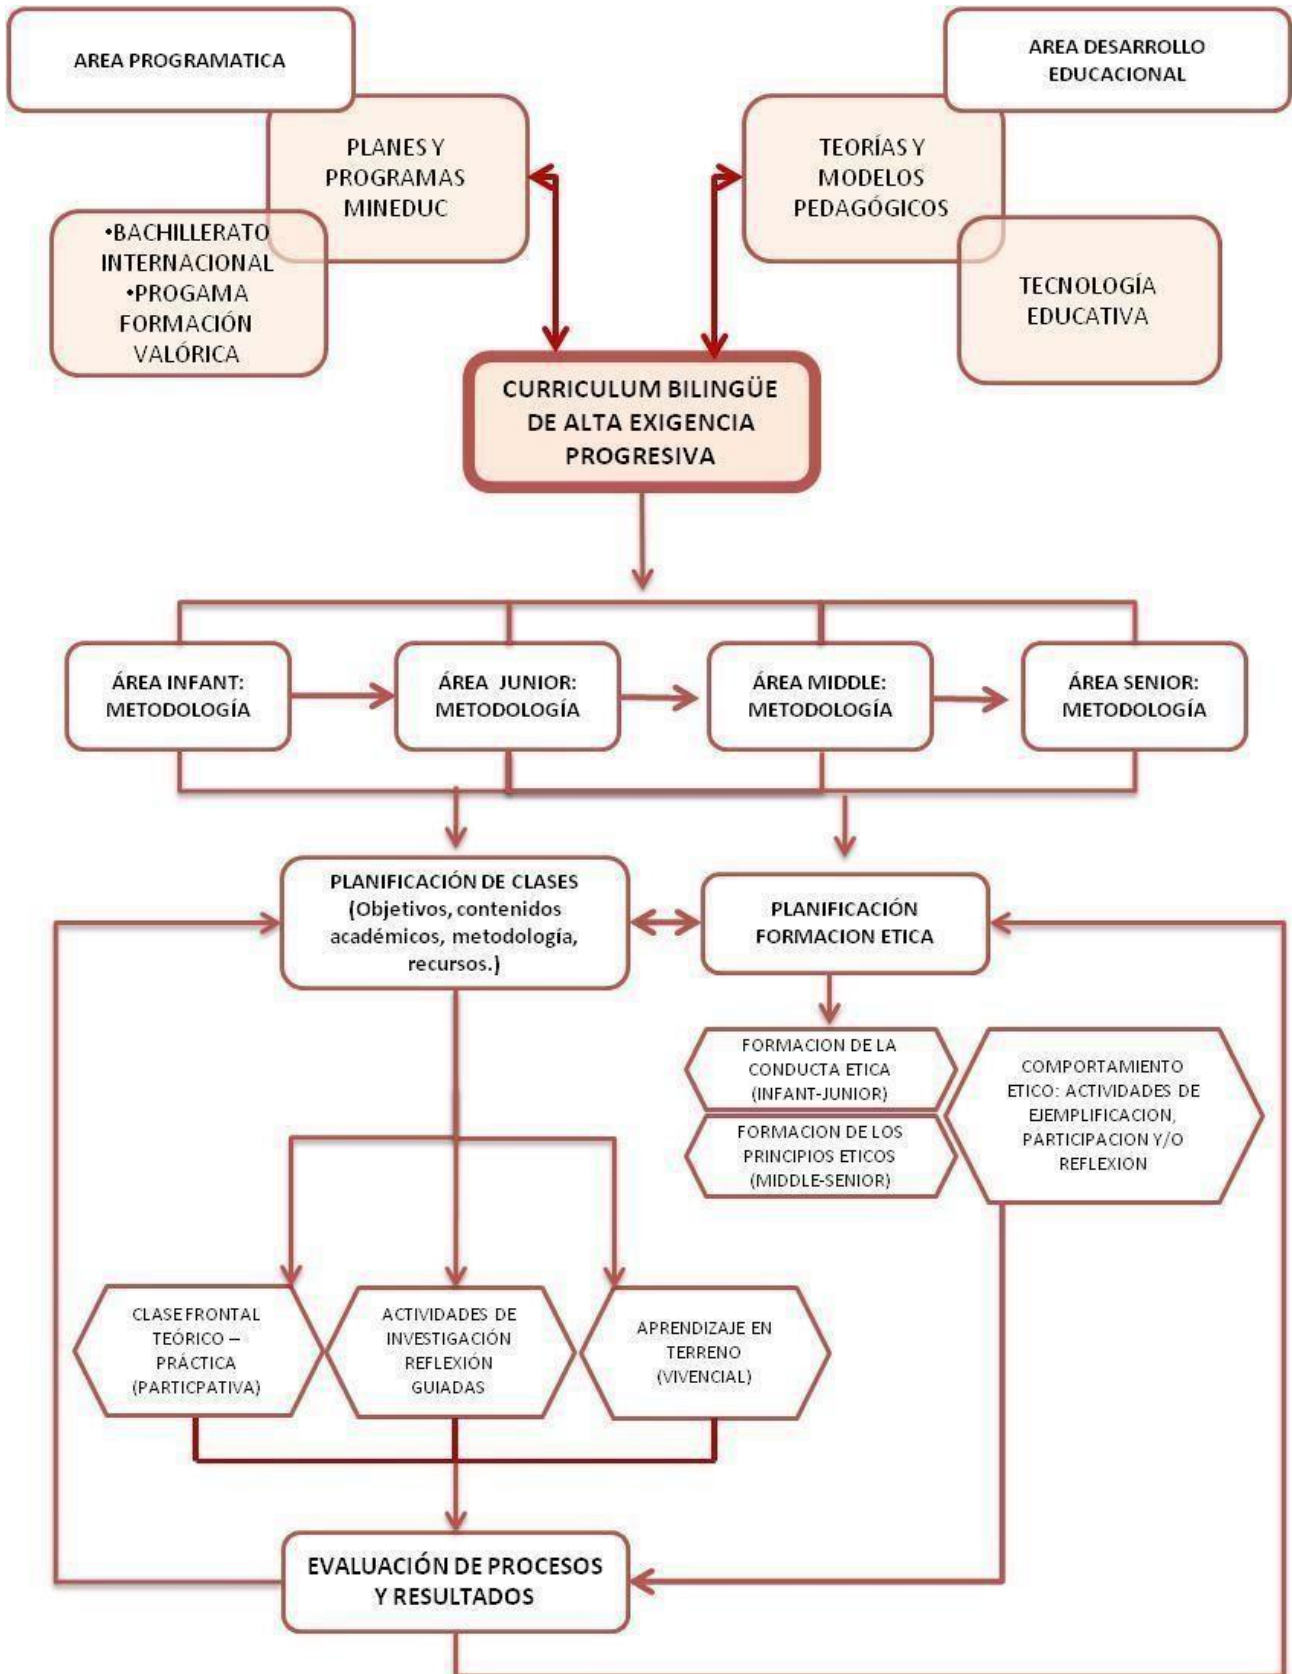 AREA PROGRAMATICA
AREA DESARROLLO
EDUCACIONAL
PLANES Y
PROGRAMAS
MINEDUC
TEORÍAS Y
MODELOS
PEDAGÓGICOS
•BACHILLERATO
INTERNACIONAL
•PROGAMA
FORMACIÓN
VALÓRICA
TECNOLOGÍA
EDUCATIVA
CURRICULUM BILINGÜE
DE ALTA EXIGENCIA
PROGRESIVA
ÁREA INFANT:
METODOLOGÍA
ÁREA JUNIOR:
METODOLOGÍA
ÁREA MIDDLE:
METODOLOGÍA
ÁREA SENIOR:
METODOLOGÍA
PLANIFICACIÓN DE CLASES
(Objetivos, contenidos
académicos, metodología,
recursos.)
PLANIFICACIÓN
FORMACION ETICA
FORMACION DE LA
CONDUCTA ETICA
(INFANT-JUNIOR)
FORMACION DE LOS
PRINCIPIOS ETICOS
(MIDDLE-SENIOR)
COMPORTAMIENTO
ETICO: ACTIVIDADES DE
EJEMPLIFICACION,
PARTICIPACION Y/O
REFLEXION
CLASE FRONTAL
TEÓRICO –
PRÁCTICA
(PARTICPATIVA)
ACTIVIDADES DE
INVESTIGACIÓN
REFLEXIÓN
GUIADAS
APRENDIZAJE EN
TERRENO
(VIVENCIAL)
EVALUACIÓN DE PROCESOS
Y RESULTADOS